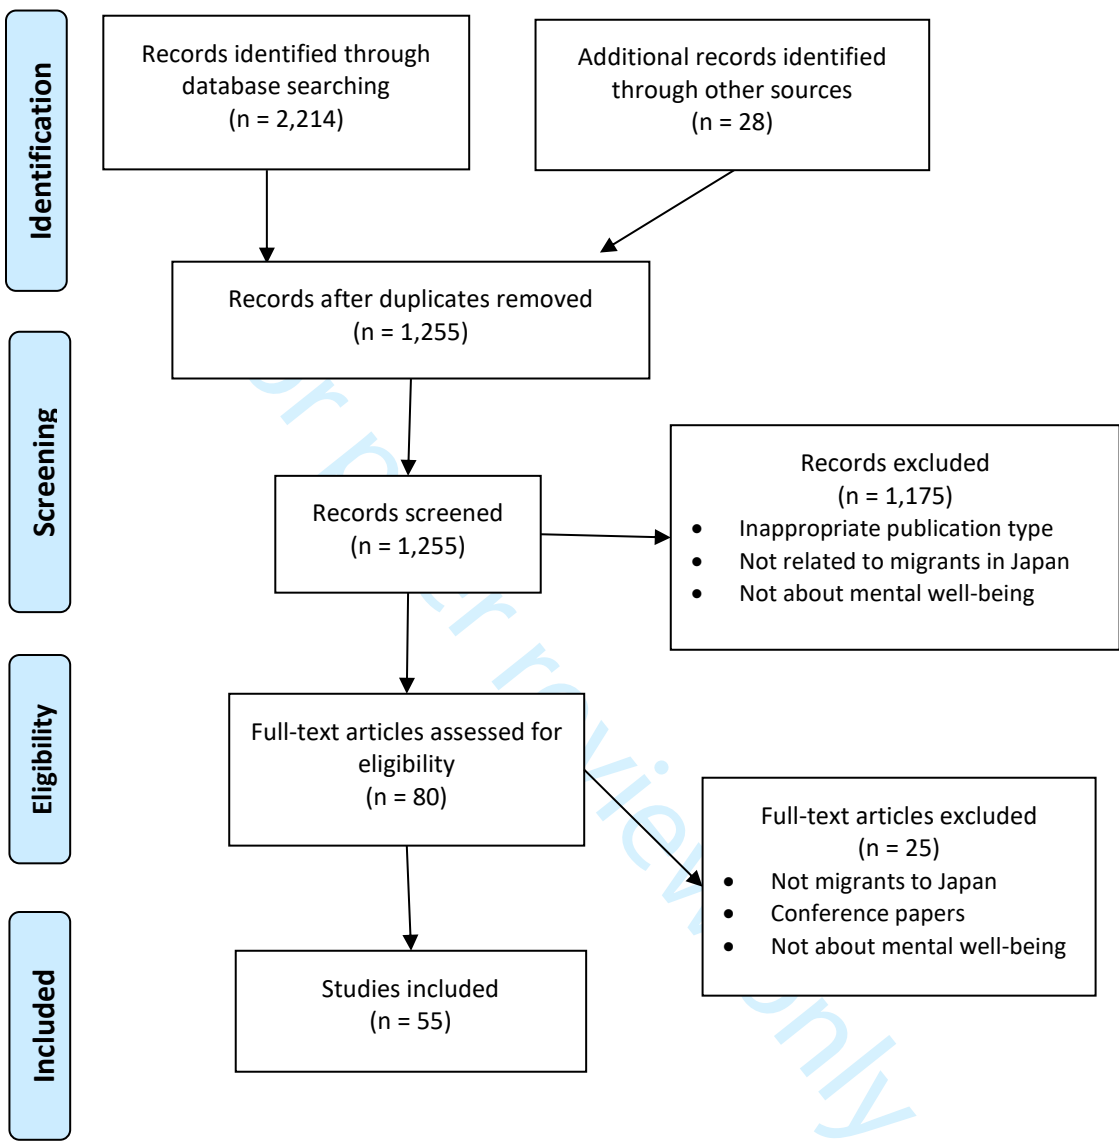 Identification
Records identified through
database searching
(n = 2,214)
Additional records identified
through other sources
(n = 28)
Records after duplicates removed
(n = 1,255)
Screening
Records screened
(n = 1,255)
Records excluded
(n = 1,175)
• Inappropriate publication type
• Not related to migrants in Japan
• Not about mental well-being
Eligibility
Full-text articles assessed for
eligibility
(n = 80)
Full-text articles excluded
(n = 25)
• Not migrants to Japan
• Conference papers
• Not about mental well-being
Included
Studies included
(n = 55)
review only